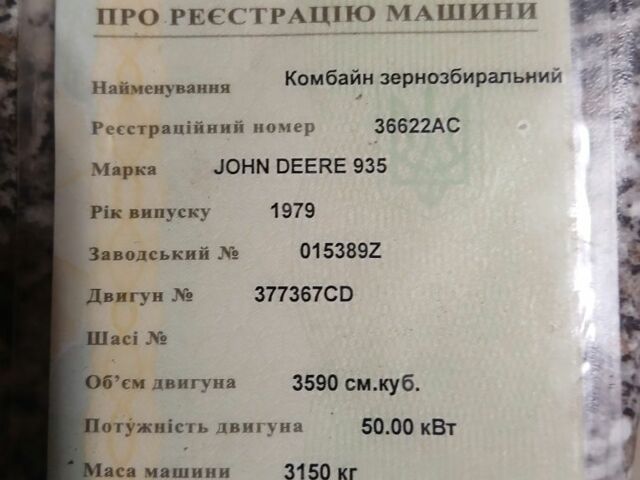 ПРО РЕЄСТРАЦІЮ МАШИНИ
Найменування Комбайн зернозбиральний
Реєстраційний номер 36622АС
Марка JOHN DEERE 935
Рік випуску 1979
Заводський № 015389Z
Двигун № 377367CD
Шасі №
Об'єм двигуна 3590 см.куб.
Потужність двигуна 50.00 кВт
Маса машини 3150 кг